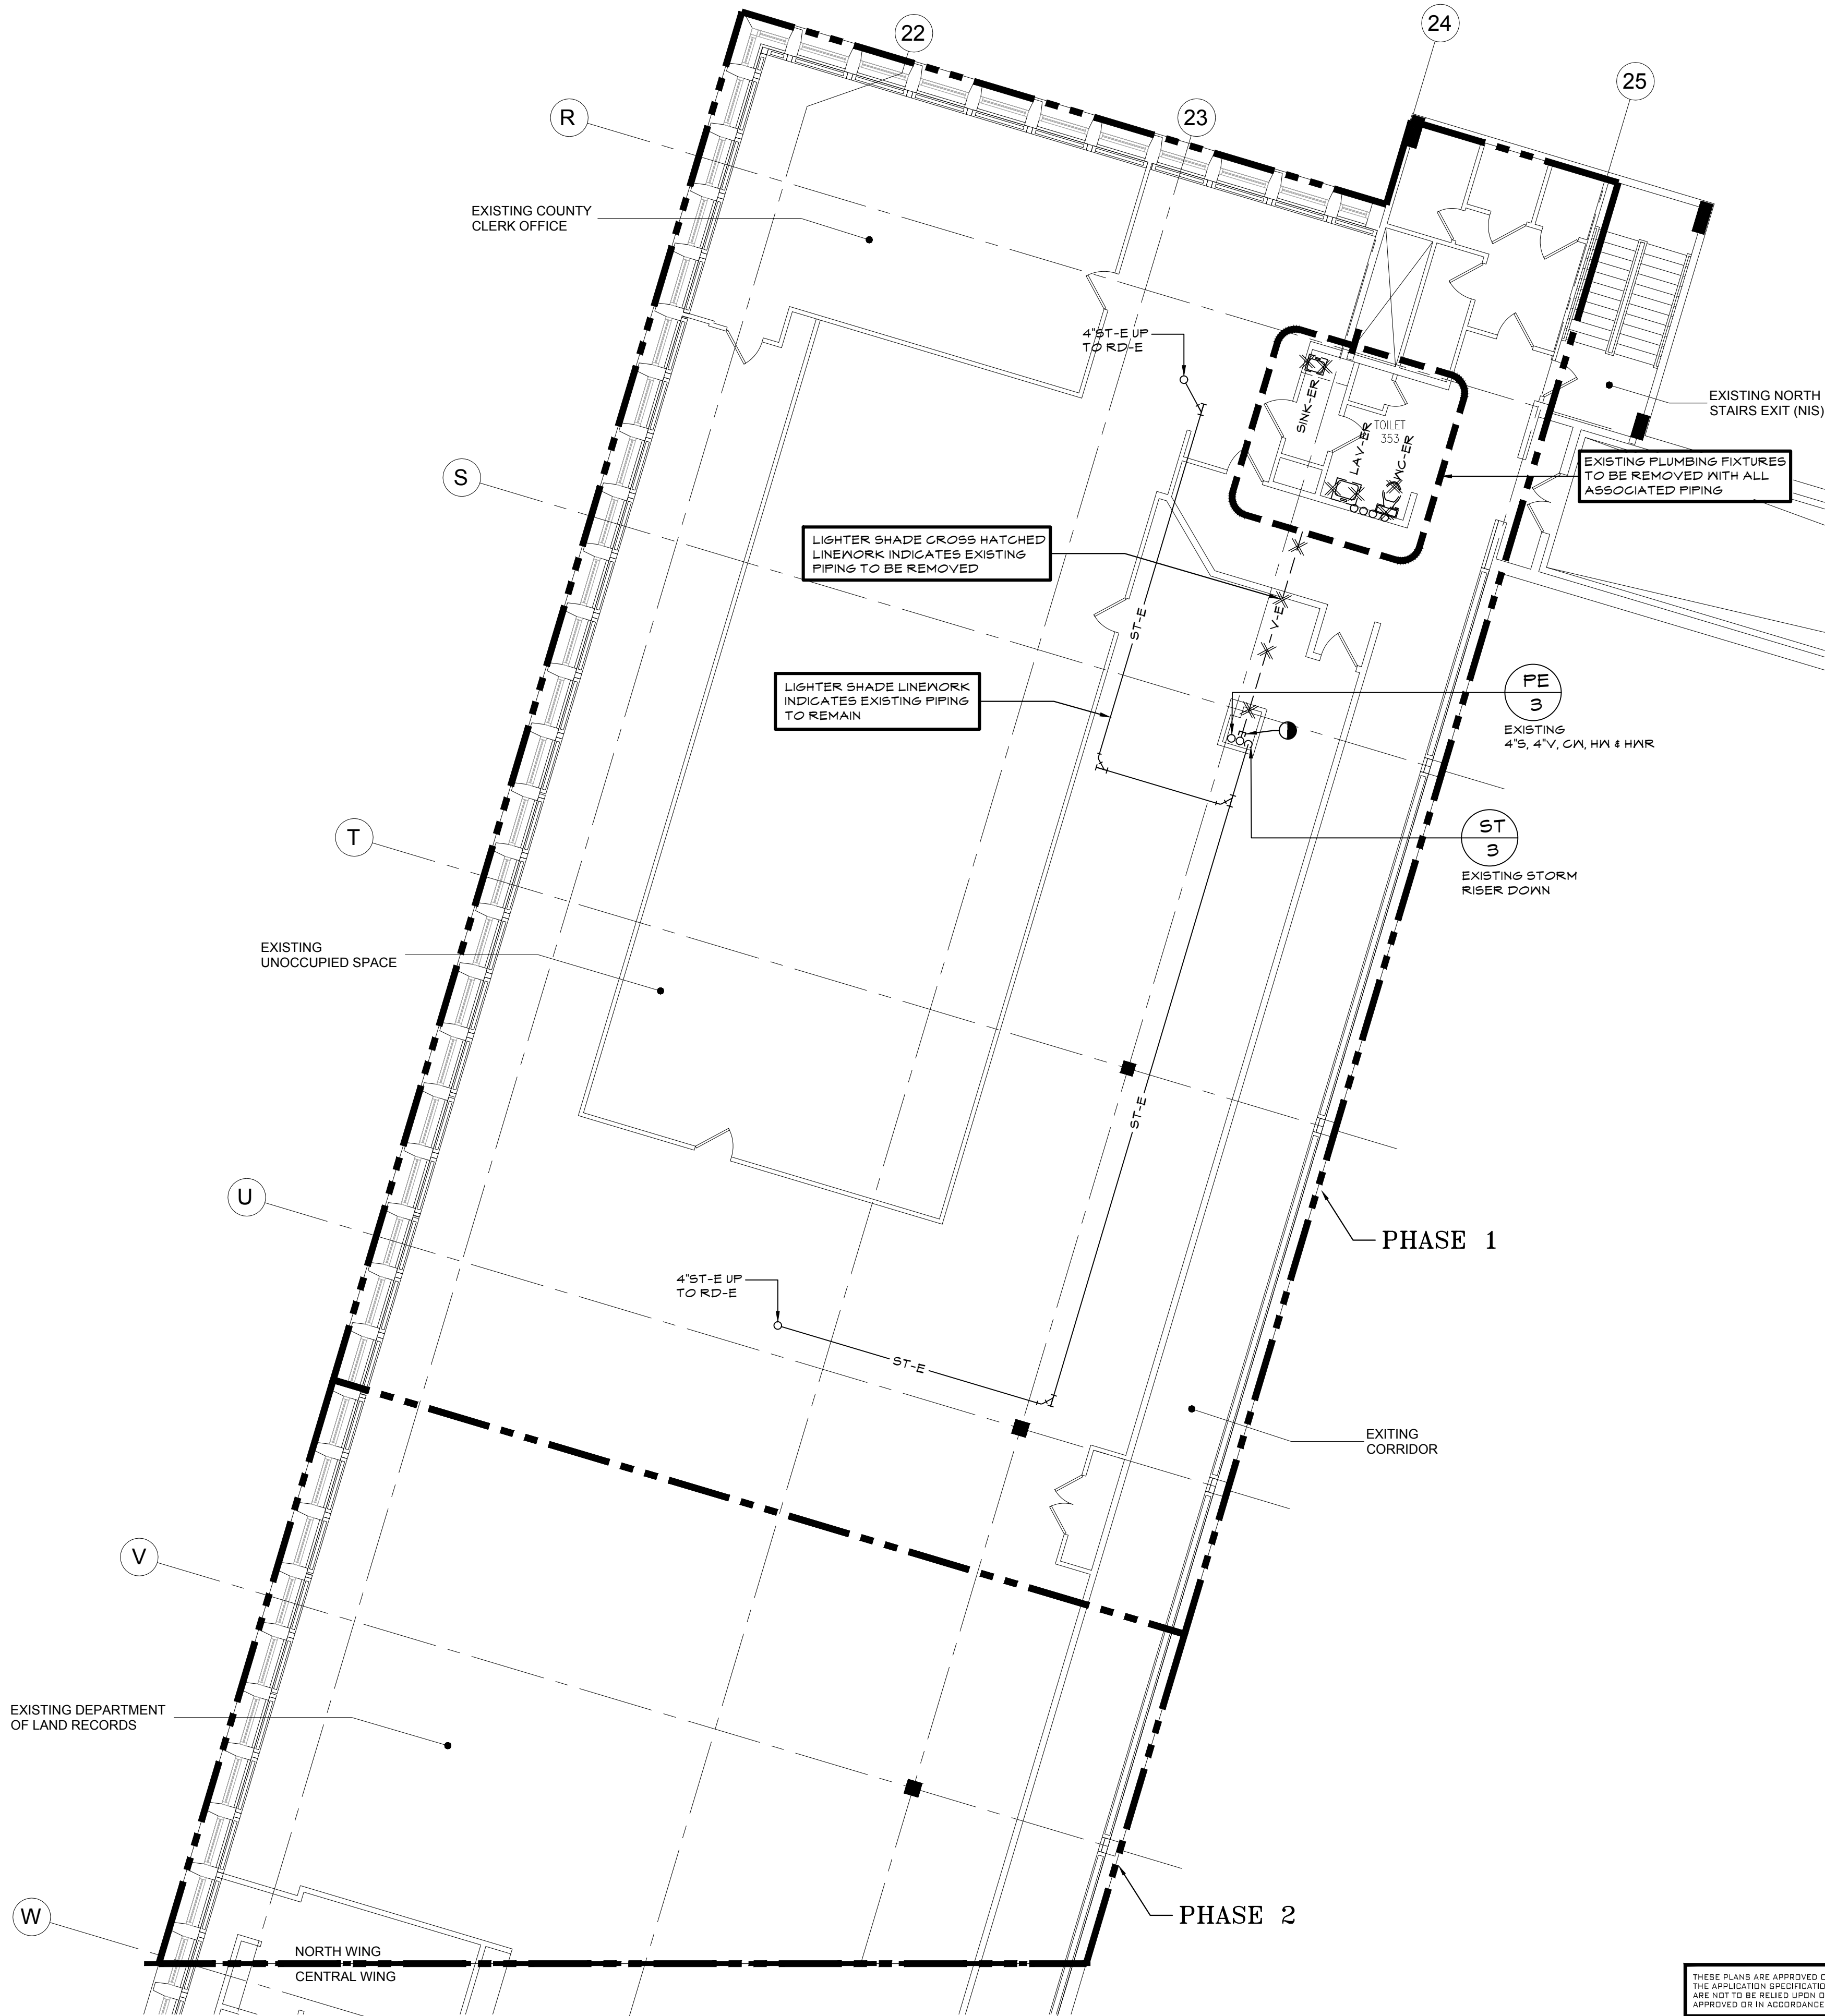 22
24
25
R
23
EXISTING COUNTY
CLERK OFFICE
4"ST-E UP
TO RD-E
SINK-ER
LAV-ER
TOILET
353
WC-ER
EXISTING NORTH
STAIRS EXIT (NIS)
S
EXISTING PLUMBING FIXTURES
TO BE REMOVED WITH ALL
ASSOCIATED PIPING
LIGHTER SHADE CROSS HATCHED
LINEWORK INDICATES EXISTING
PIPING TO BE REMOVED
ST-E
V-E
LIGHTER SHADE LINEWORK
INDICATES EXISTING PIPING
TO REMAIN
PE
3
EXISTING
4"S, 4"V, CW, HW & HWR
T
ST
3
EXISTING STORM
RISER DOWN
EXISTING
UNOCCUPIED SPACE
ST-E
U
PHASE 1
4"ST-E UP
TO RD-E
ST-E
EXITING
CORRIDOR
V
EXISTING DEPARTMENT
OF LAND RECORDS
W
PHASE 2
NORTH WING
CENTRAL WING
THESE PLANS ARE APPROVED
THE APPLICATION
ARE NOT TO BE RELIED UPON
APPROVED OR IN ACCORDANCE